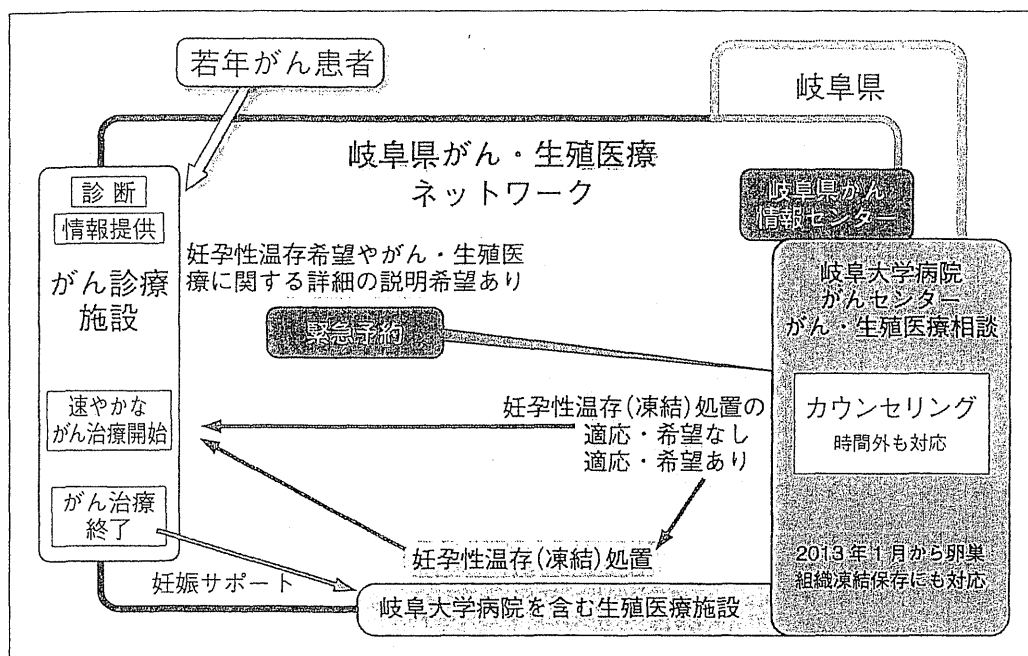 若年がん患者
岐阜県
岐阜県がん・生殖医療
ネットワーク
岐阜県がん
情報センター
診断
情報提供
がん診療
施設
妊孕性温存希望やがん・生殖医
療に関する詳細の説明希望あり
緊急予約
岐阜大学病院
がんセンター
がん・生殖医療相談
カウンセリング
時間外も対応
速やかな
がん治療開始
妊孕性温存(凍結)処置の
適応・希望なし
適応・希望あり
がん治療
終了
妊孕性温存(凍結)処置
2013年1月から卵巣
組織凍結保存にも対応
妊娠サポート
岐阜大学病院を含む生殖医療施設